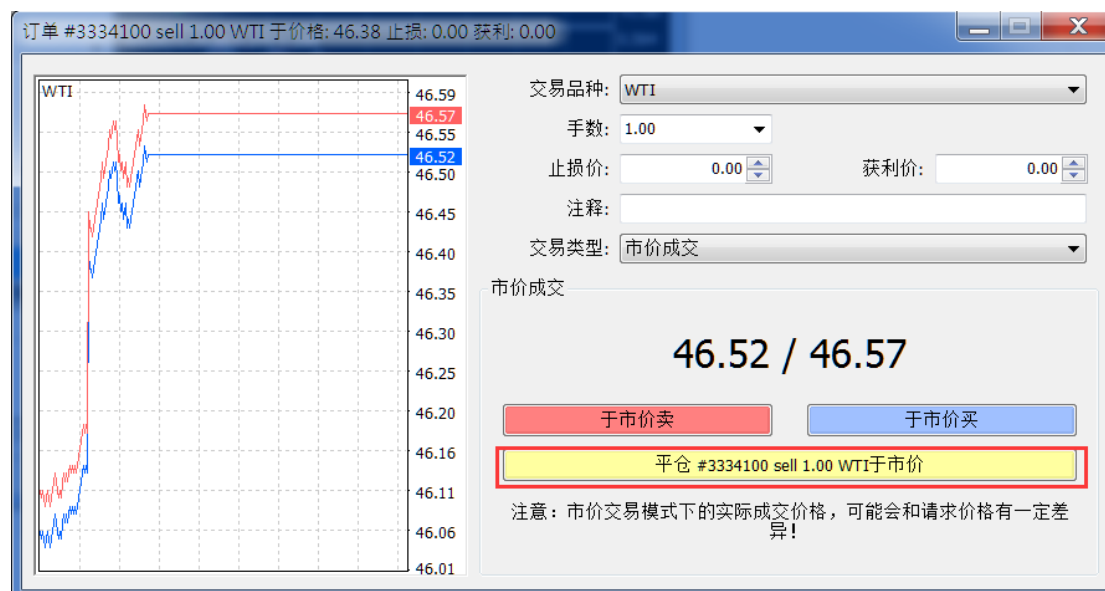 订单 #3334100 sell 1.00 WTI 于价格: 46.38 止损: 0.00 获利: 0.00
WTI
46.59
46.57
46.55
46.52
46.50
46.45
46.40
46.35
46.30
46.25
46.20
46.16
46.11
46.06
46.01
交易品种: WTI
手数: 1.00
止损价: 0.00 获利价: 0.00
注释:
交易类型: 市价成交
市价成交
46.52 / 46.57
于市价卖 于市价买
平仓 #3334100 sell 1.00 WTI于市价
注意：市价交易模式下的实际成交价格，可能会和请求价格有一定差
异!